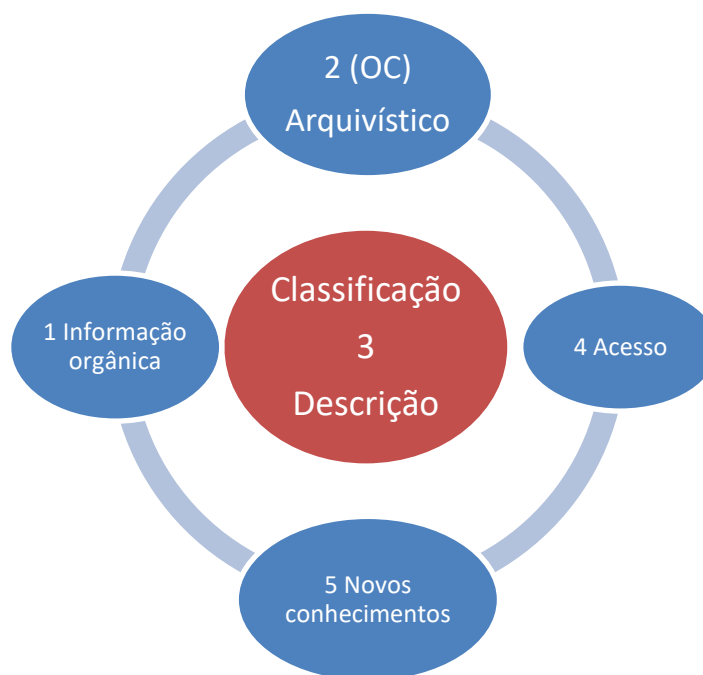 2 (OC)
Arquivístico
1 Informação
orgânica
Classificação
3
Descrição
4 Acesso
5 Novos
conhecimentos